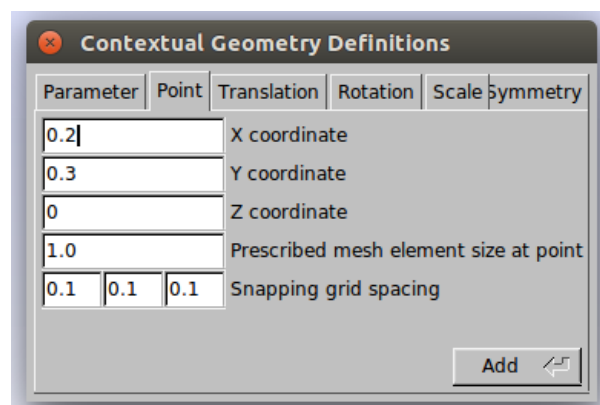 Contextual Geometry Definitions
Parameter Point Translation Rotation Scale Symmetry
0.2 X coordinate
0.3 Y coordinate
0 Z coordinate
1.0 Prescribed mesh element size at point
0.1 0.1 0.1 Snapping grid spacing
Add